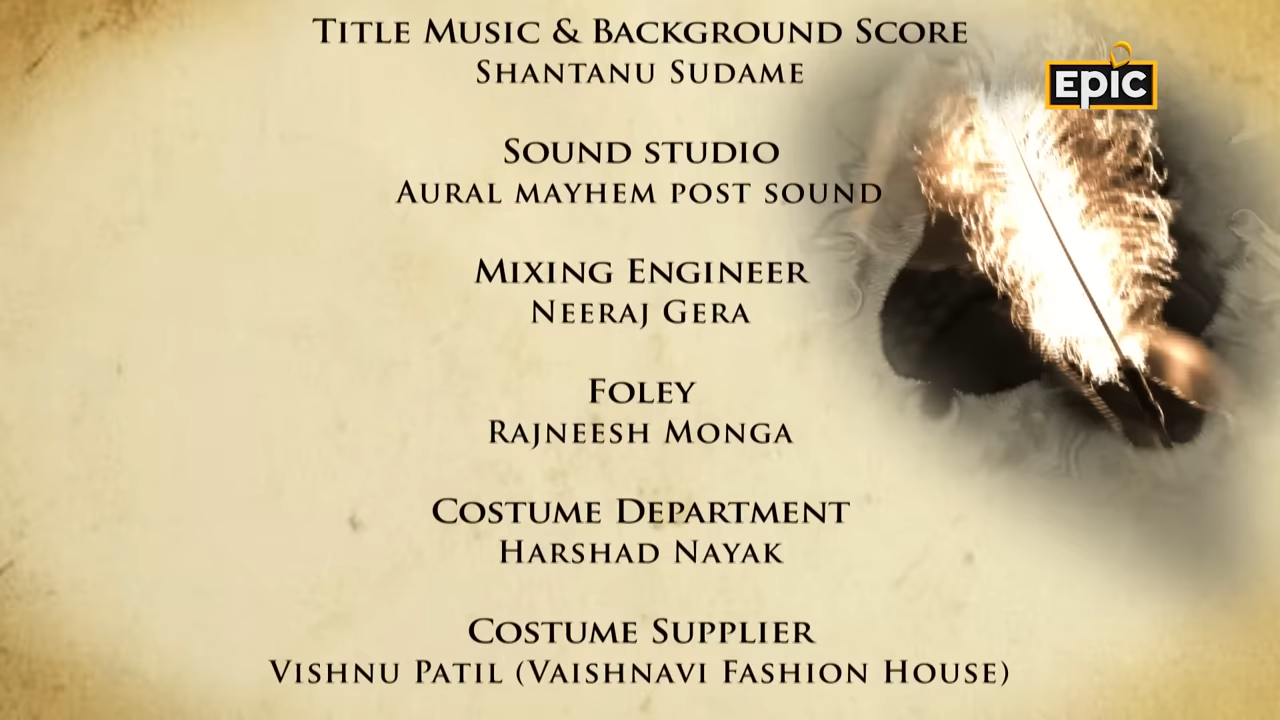 TITLE MUSIC & BACKGROUND SCORE
SHANTANU SUDAME
EPIC
SOUND STUDIO
AURAL MAYHEM POST SOUND
MIXING ENGINEER
NEERAJ GERA
FOLEY
RAJNEESH MONGA
COSTUME DEPARTMENT
HARSHAD NAYAK
COSTUME SUPPLIER
VISHNU PATIL (VAISHNAVI FASHION HOUSE)